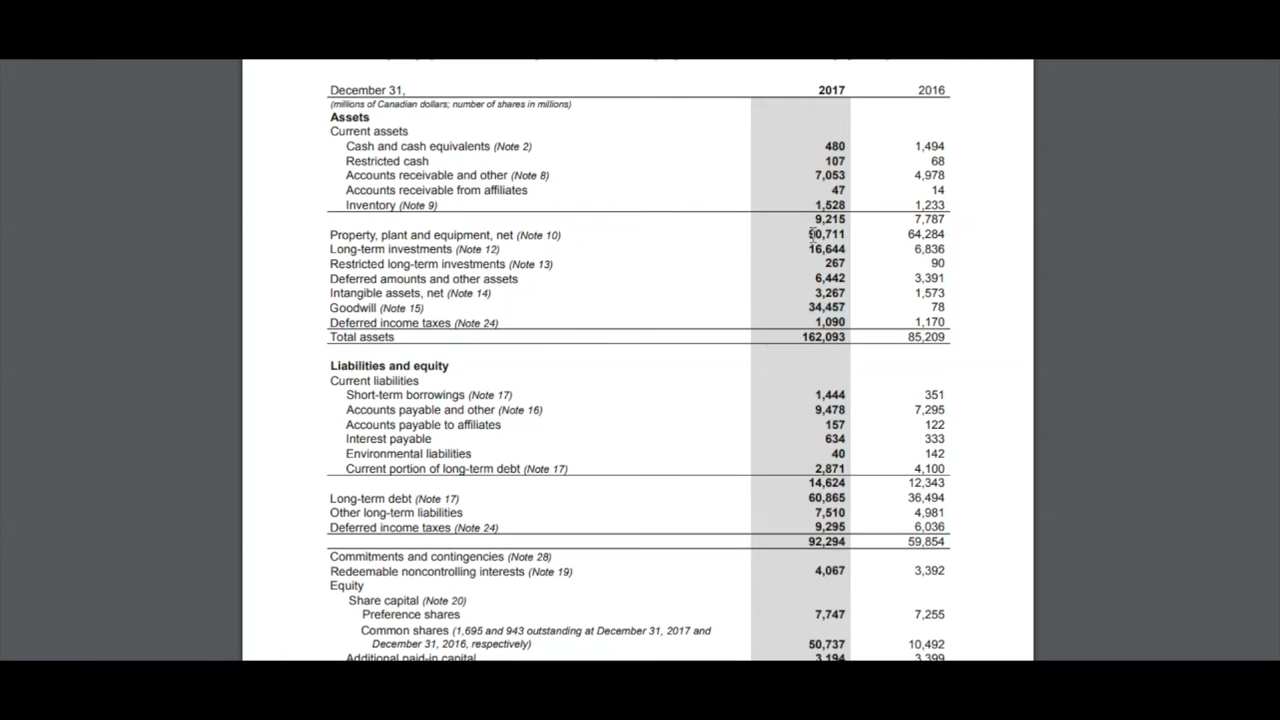 December 31, 2017 2016
(millions of Canadian dollars; number of shares in millions)
Assets
Current assets
Cash and cash equivalents (Note 2) 480 1,494
Restricted cash 107 68
Accounts receivable and other (Note 8) 7,053 4,978
Accounts receivable from affiliates 47 14
Inventory (Note 9) 1,528 1,233
9,215 7,787
Property, plant and equipment, net (Note 10) 90,711 64,284
Long-term investments (Note 12) 16,644 6,836
Restricted long-term investments (Note 13) 267 90
Deferred amounts and other assets 6,442 3,391
Intangible assets, net (Note 14) 3,267 1,573
Goodwill (Note 15) 34,457 78
Deferred income taxes (Note 24) 1,090 1,170
Total assets 162,093 85,209
Liabilities and equity
Current liabilities
Short-term borrowings (Note 17) 1,444 351
Accounts payable and other (Note 16) 9,478 7,295
Accounts payable to affiliates 157 122
Interest payable 634 333
Environmental liabilities 40 142
Current portion of long-term debt (Note 17) 2,871 4,100
14,624 12,343
Long-term debt (Note 17) 60,865 36,494
Other long-term liabilities 7,510 4,981
Deferred income taxes (Note 24) 9,295 6,036
92,294 59,854
Commitments and contingencies (Note 28)
Redeemable noncontrolling interests (Note 19) 4,067 3,392
Equity
Share capital (Note 20)
Preference shares 7,747 7,255
Common shares (1,695 and 943 outstanding at December 31, 2017 and
December 31, 2016, respectively) 50,737 10,492
Additional paid-in capital 3,194 3,399